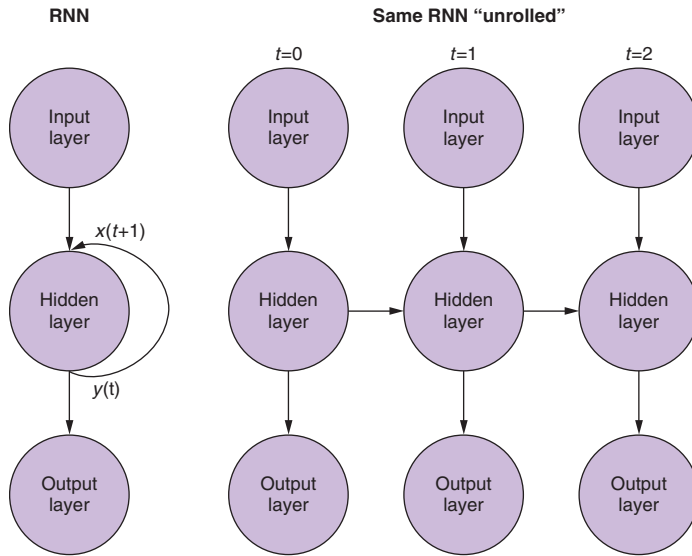 RNN
Same RNN “unrolled”
t=0
t=1
t=2
Input
layer
Input
layer
Input
layer
Input
layer
x(t+1)
Hidden
layer
Hidden
layer
Hidden
layer
Hidden
layer
y(t)
Output
layer
Output
layer
Output
layer
Output
layer